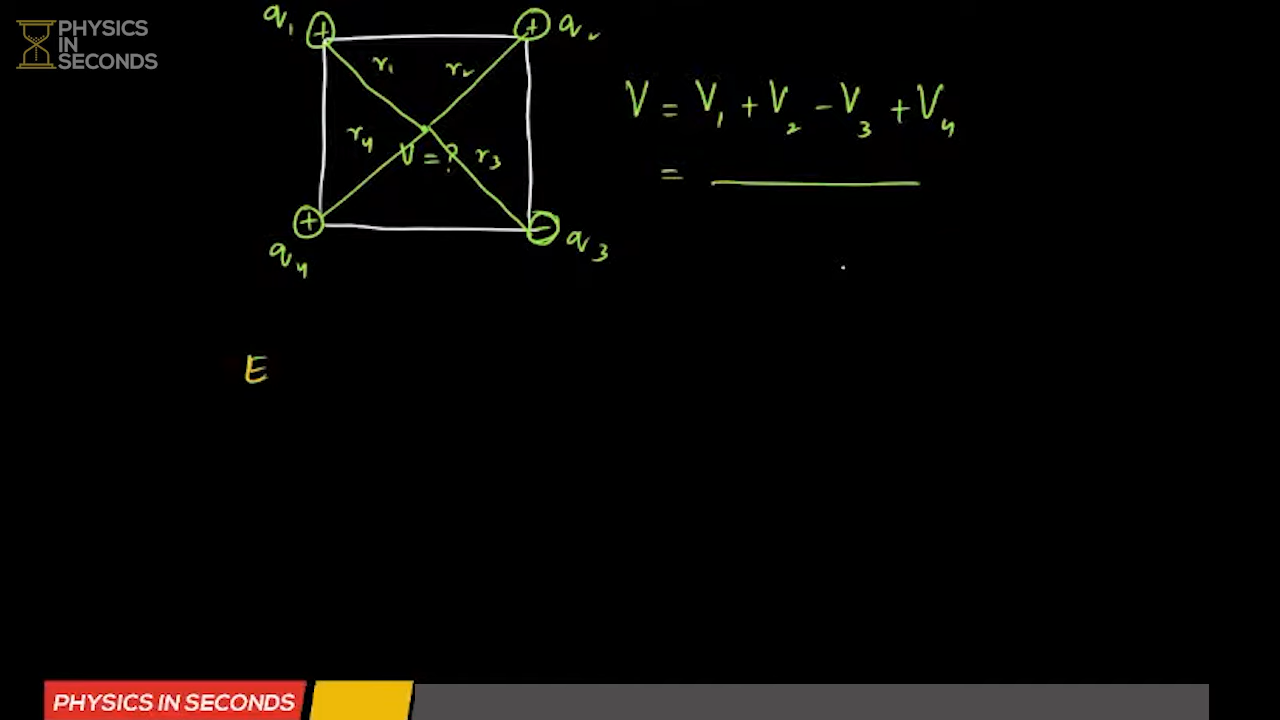 PHYSICS
IN
SECONDS
q₁ + + q₂
r₁ r₂
V = V₁ + V₂ - V₃ + V₄
r₄ V = ? r₃
=
+ - q₃
q₄
E
PHYSICS IN SECONDS